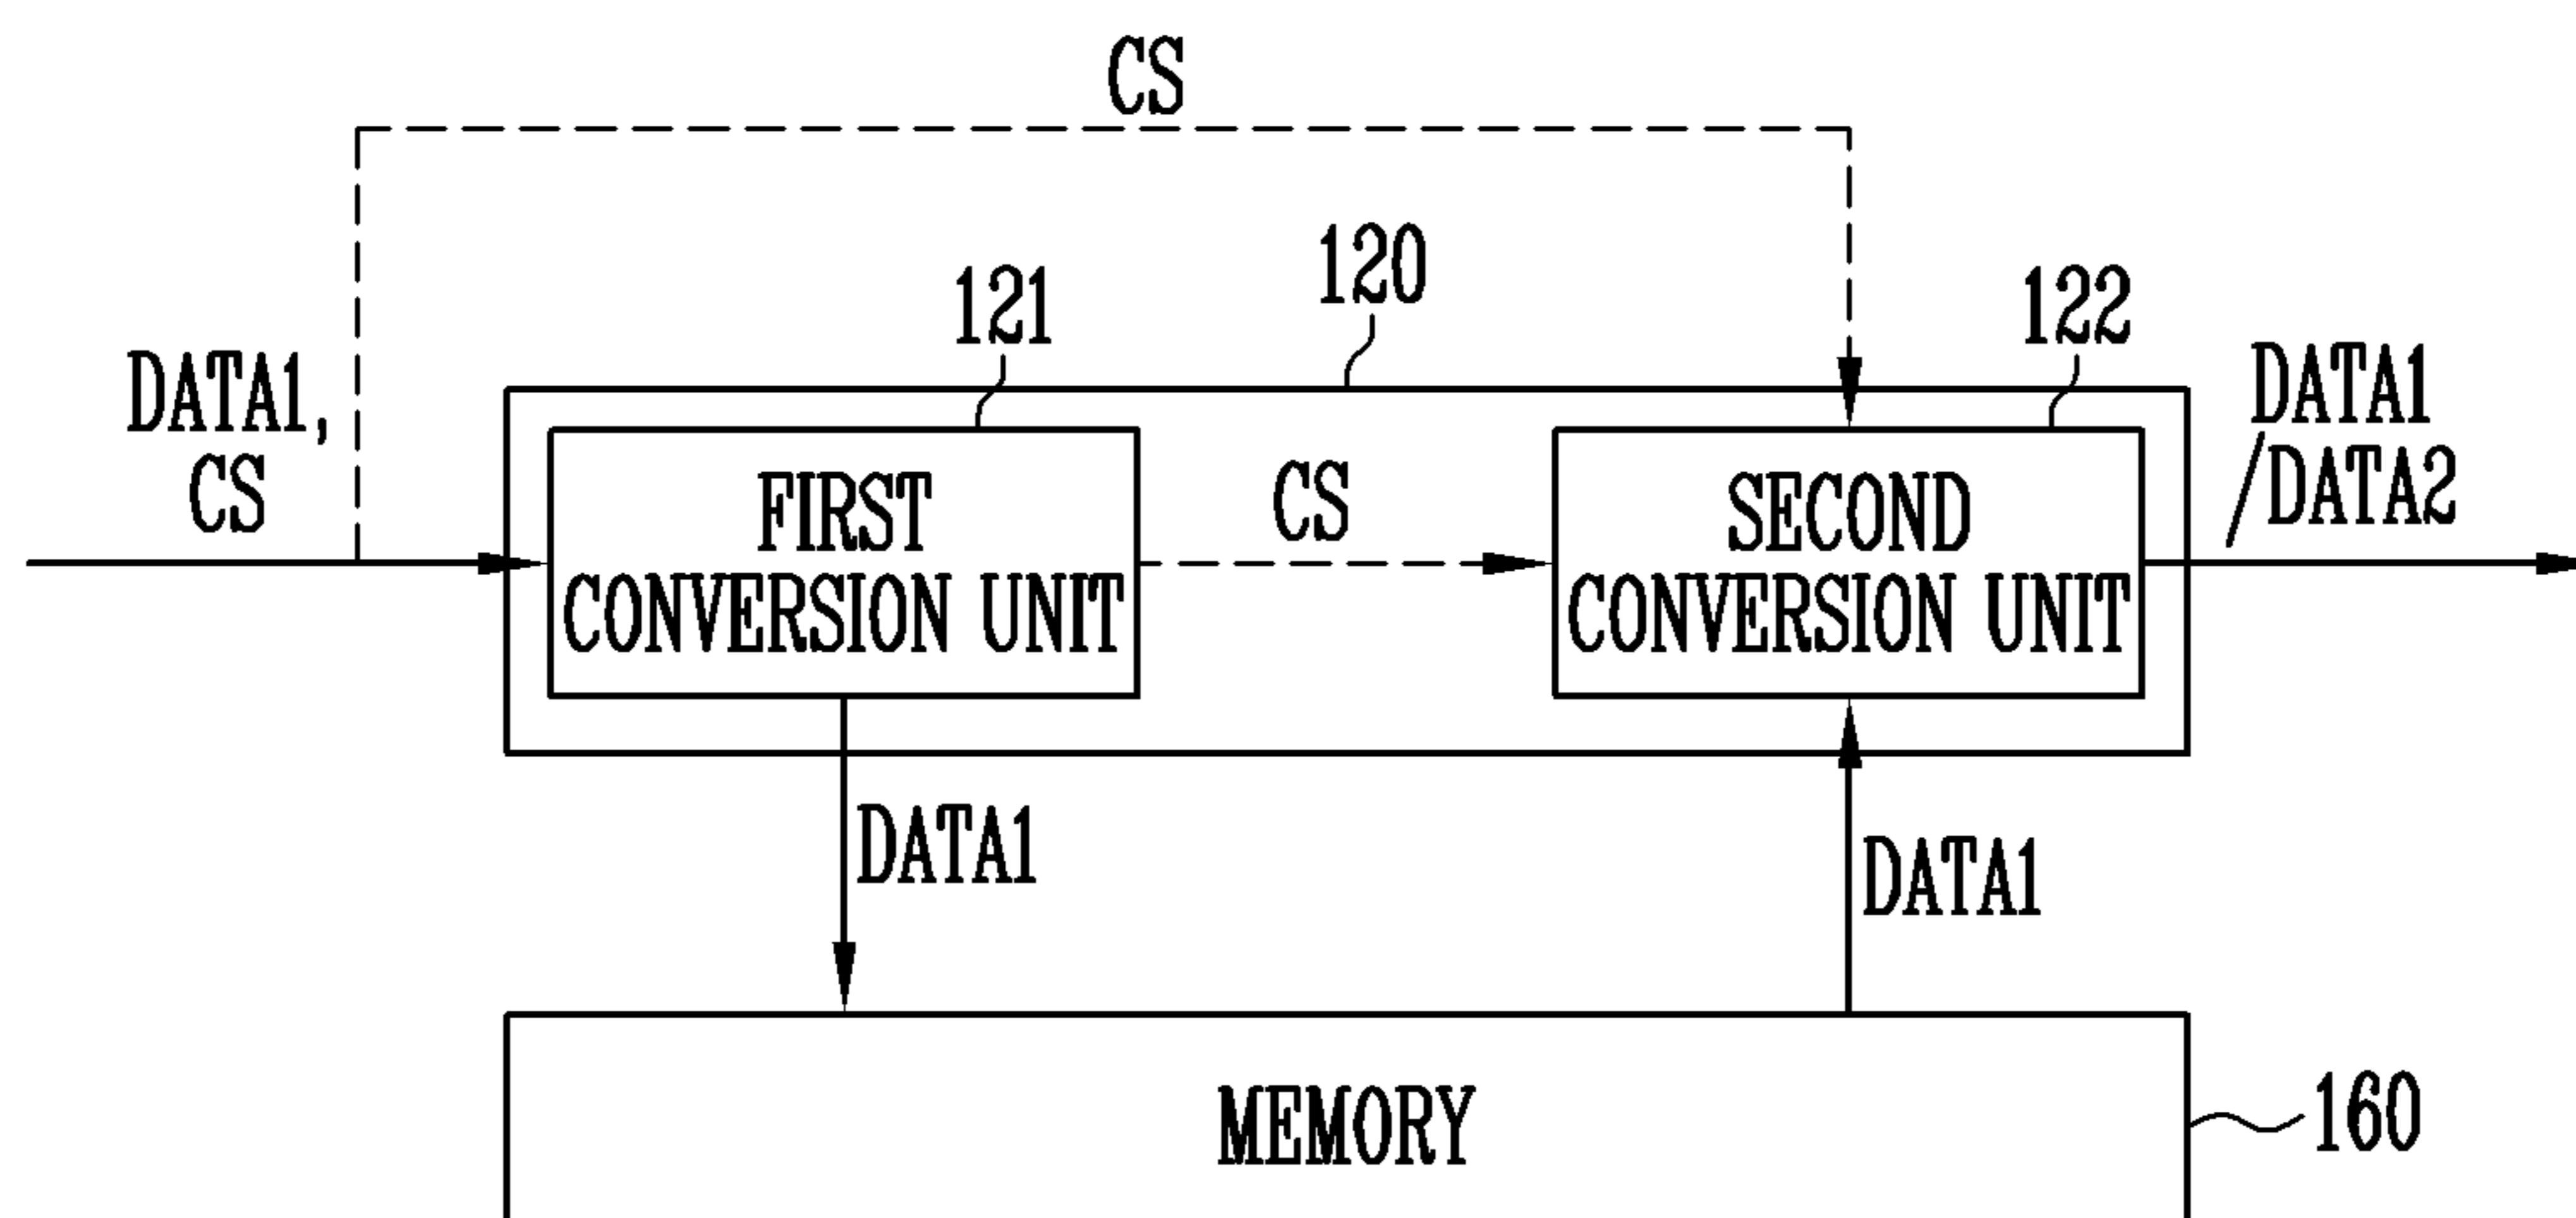 CS
120
121
122
DATA1,
CS
DATA1
DATA2
FIRST
CONVERSION UNIT
CS
SECOND
CONVERSION UNIT
DATA1
DATA1
MEMORY
160